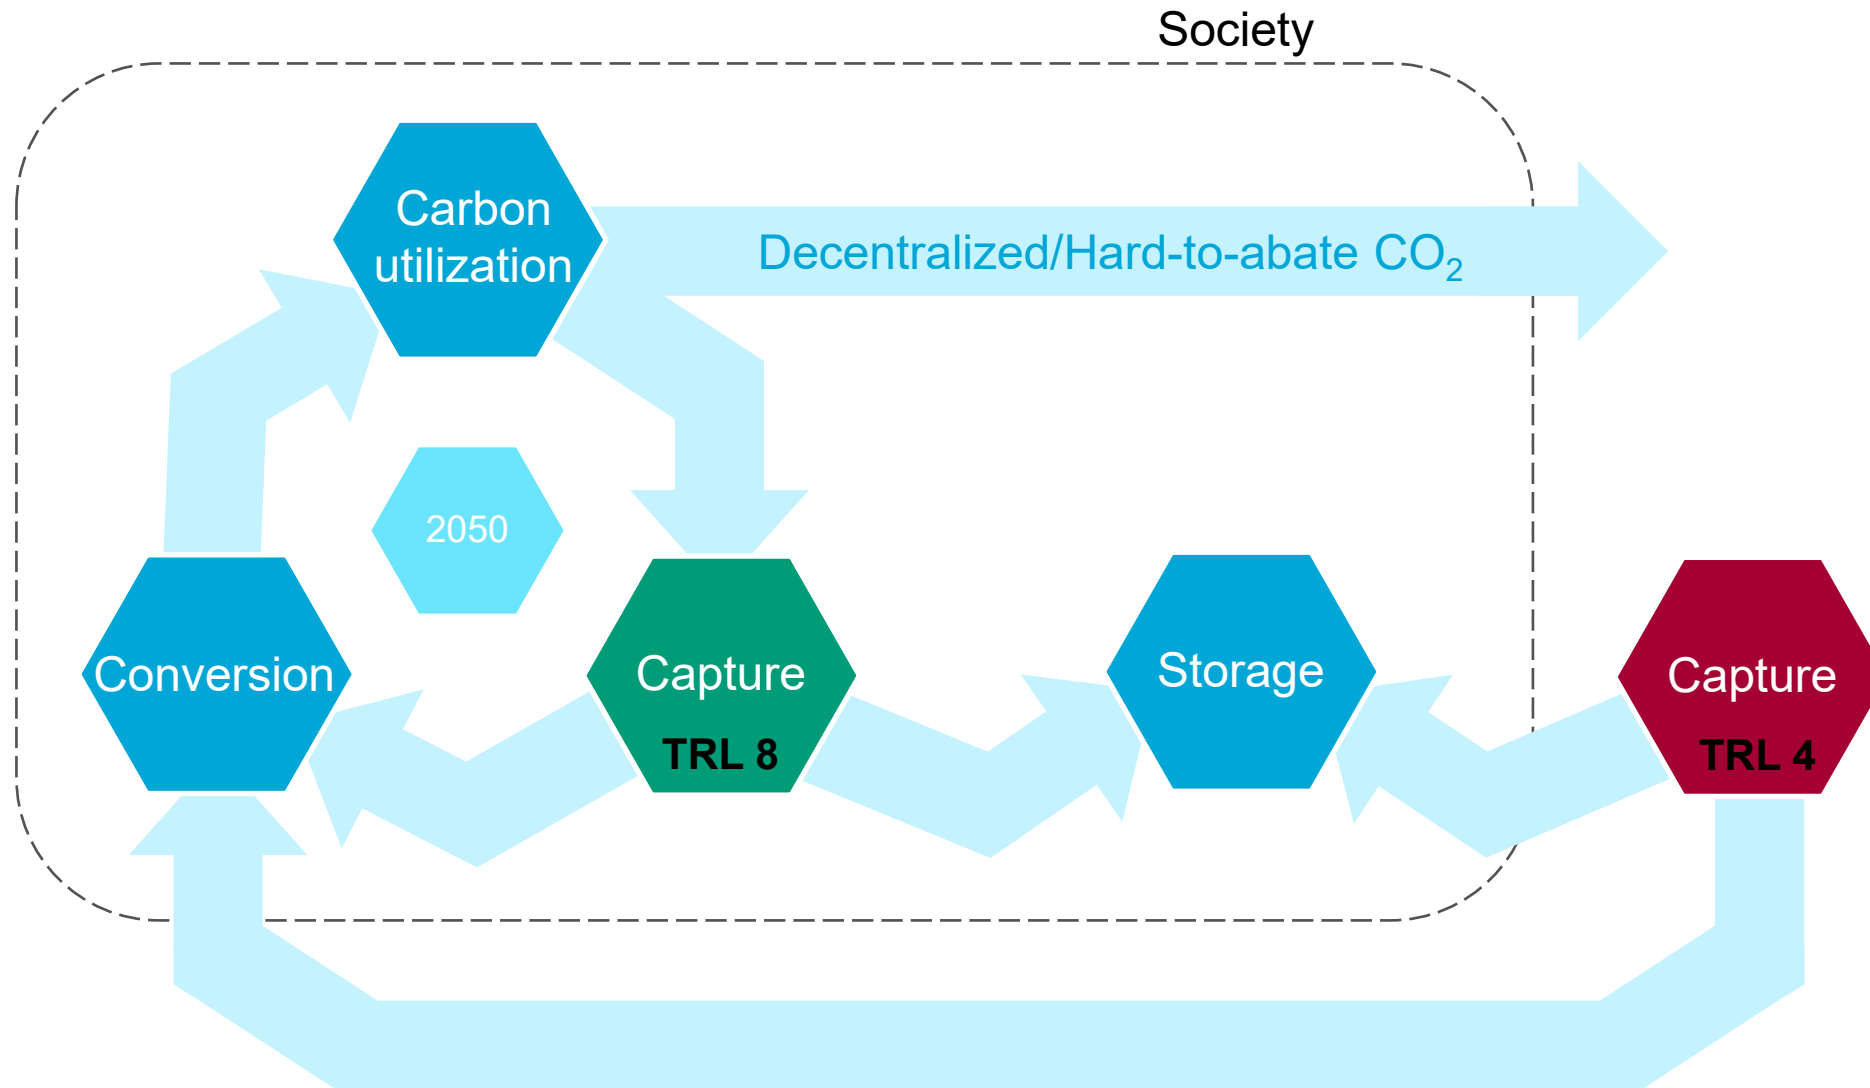 Society
Carbon
utilization
Decentralized/Hard-to-abate CO₂
2050
Conversion
Capture
TRL 8
Storage
Capture
TRL 4